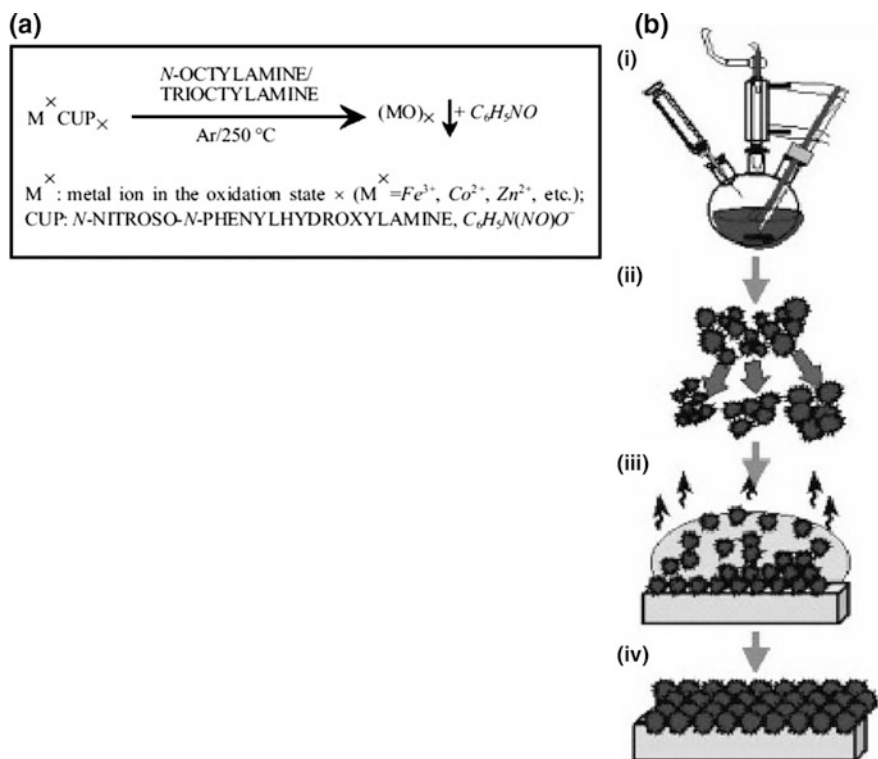 (a)
N-OCTYLAMINE/
TRIOCTYLAMINE
M× CUP× (MO)× ↓ + C₆H₅NO
Ar/250 °C
M×: metal ion in the oxidation state × (M×=Fe³⁺, Co²⁺, Zn²⁺, etc.);
CUP: N-NITROSO-N-PHENYLHYDROXYLAMINE, C₆H₅N(NO)O⁻
(b)
(i)
(ii)
(iii)
(iv)